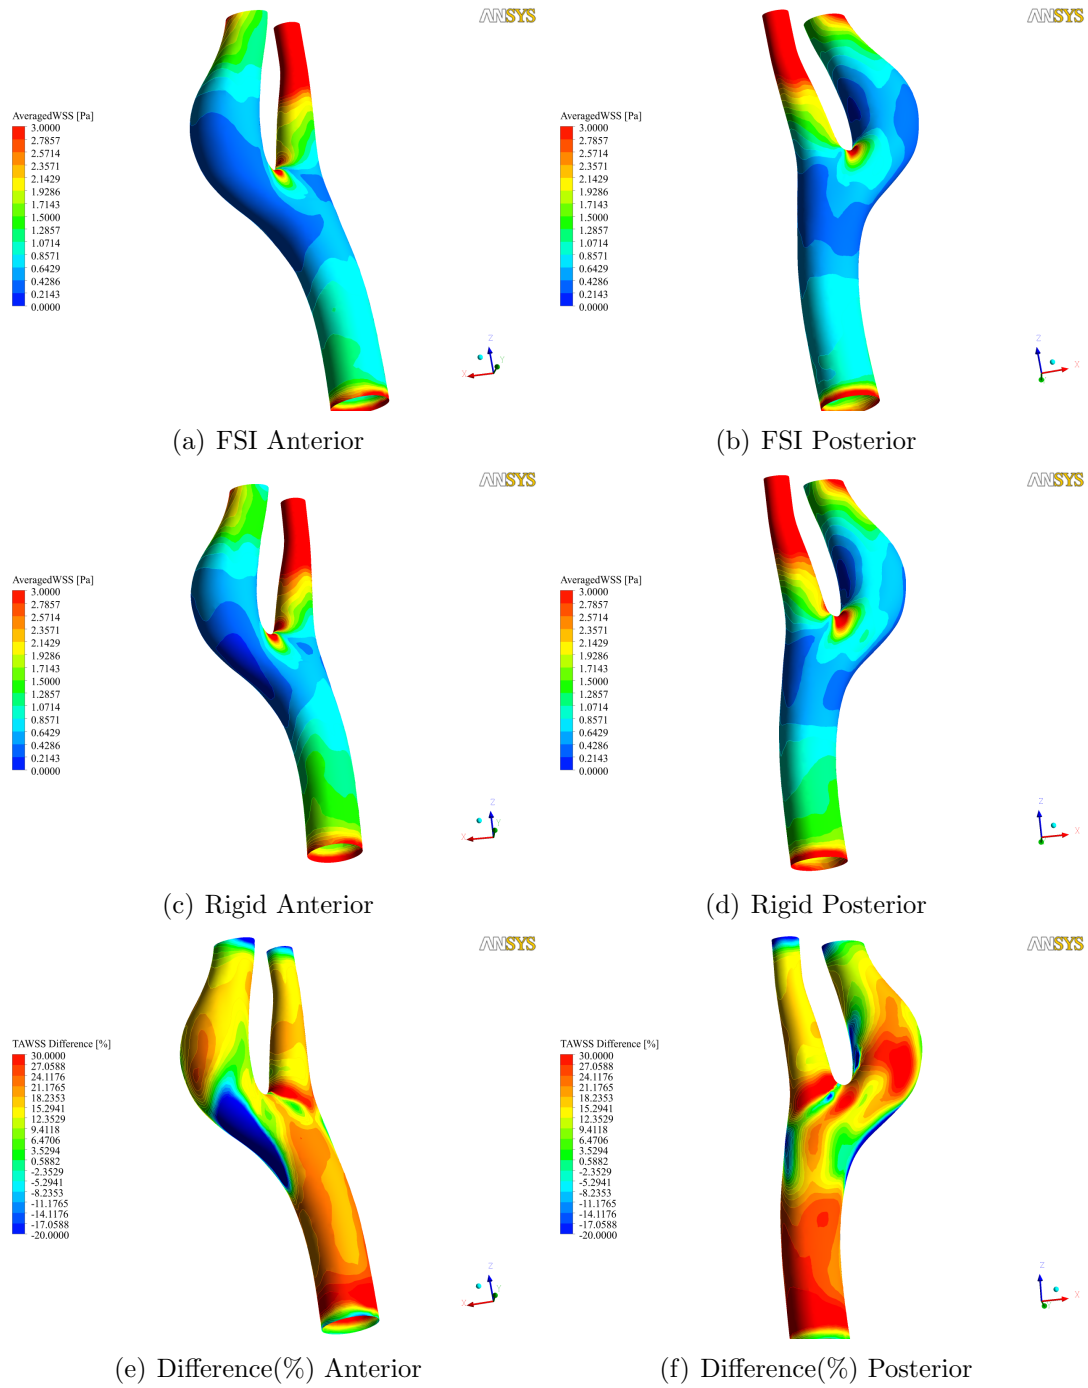 ANSYS
ANSYS
AveragedWSS [Pa]
3.0000
2.7857
2.5714
2.3571
2.1429
1.9286
1.7143
1.5000
1.2857
1.0714
0.8571
0.6429
0.4286
0.2143
0.0000
Z
Y
X
AveragedWSS [Pa]
3.0000
2.7857
2.5714
2.3571
2.1429
1.9286
1.7143
1.5000
1.2857
1.0714
0.8571
0.6429
0.4286
0.2143
0.0000
Z
X
(a) FSI Anterior
(b) FSI Posterior
ANSYS
ANSYS
AveragedWSS [Pa]
3.0000
2.7857
2.5714
2.3571
2.1429
1.9286
1.7143
1.5000
1.2857
1.0714
0.8571
0.6429
0.4286
0.2143
0.0000
Z
Y
X
AveragedWSS [Pa]
3.0000
2.7857
2.5714
2.3571
2.1429
1.9286
1.7143
1.5000
1.2857
1.0714
0.8571
0.6429
0.4286
0.2143
0.0000
Z
X
(c) Rigid Anterior
(d) Rigid Posterior
ANSYS
ANSYS
TAWSS Difference [%]
30.0000
27.0588
24.1176
21.1765
18.2353
15.2941
12.3529
9.4118
6.4706
3.5294
0.5882
-2.3529
-5.2941
-8.2353
-11.1765
-14.1176
-17.0588
-20.0000
Z
Y
X
TAWSS Difference [%]
30.0000
27.0588
24.1176
21.1765
18.2353
15.2941
12.3529
9.4118
6.4706
3.5294
0.5882
-2.3529
-5.2941
-8.2353
-11.1765
-14.1176
-17.0588
-20.0000
Z
X
(e) Difference(%) Anterior
(f) Difference(%) Posterior